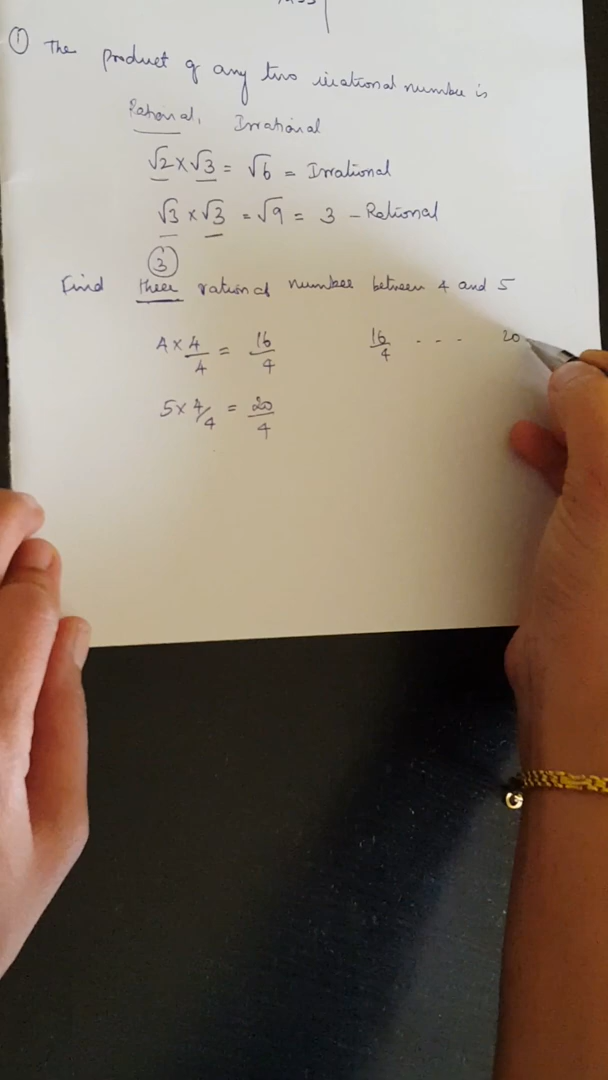 ① The product of any two irrational number is
Rational, Irrational
√2 × √3 = √6 = Irrational
√3 × √3 = √9 = 3 - Rational
③
Find theer rational number between 4 and 5
4 × 4/4 = 16/4 16/4 - - - 20
5 × 4/4 = 20/4